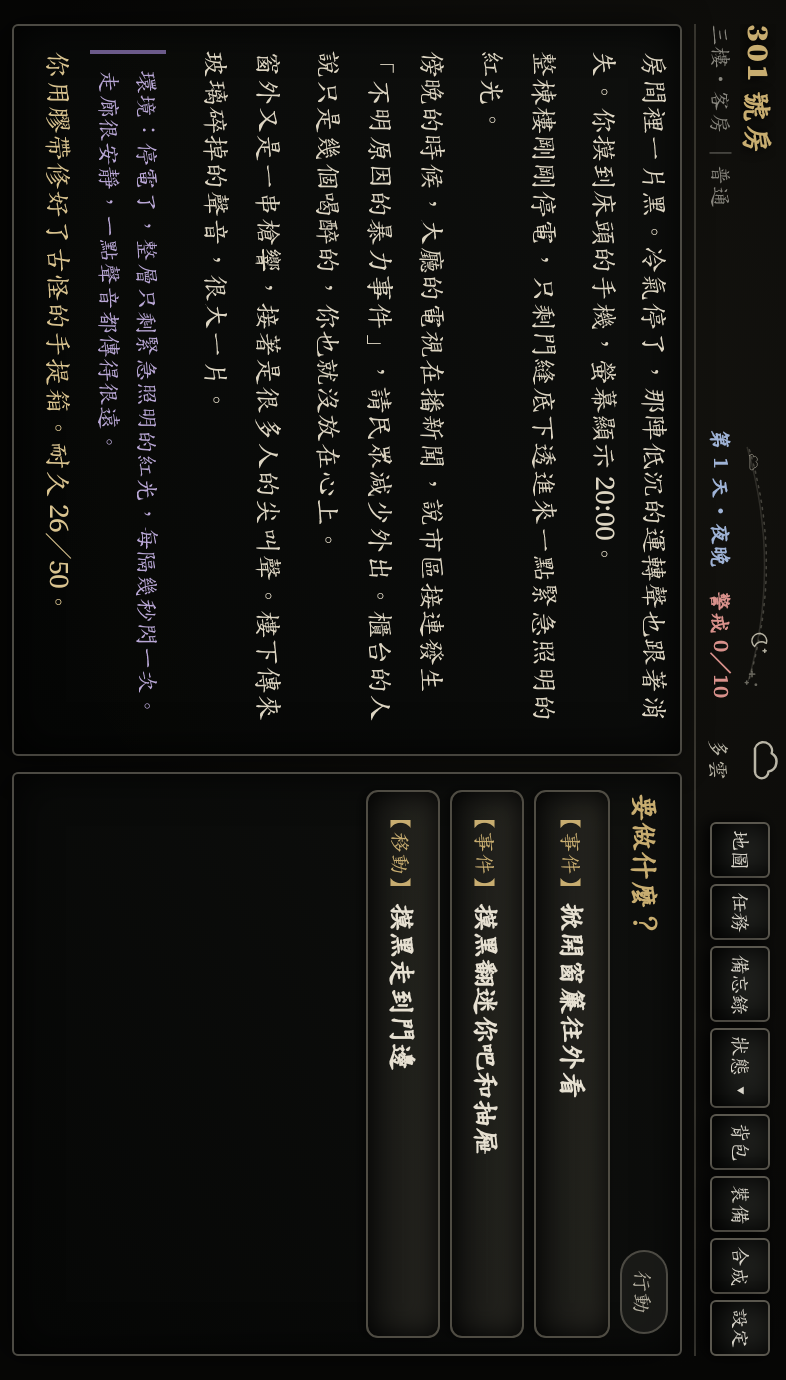 301 號房
三樓・客房｜普通
第 1 天・夜晚 警戒 0／10
多雲
地圖
任務
備忘錄
狀態 ▾
背包
裝備
合成
設定
房間裡一片黑。冷氣停了，那陣低沉的運轉聲也跟著消
失。你摸到床頭的手機，螢幕顯示 20:00。
整棟樓剛剛停電，只剩門縫底下透進來一點緊急照明的
紅光。
傍晚的時候，大廳的電視在播新聞，說市區接連發生
「不明原因的暴力事件」，請民眾減少外出。櫃台的人
說只是幾個喝醉的，你也就沒放在心上。
窗外又是一串槍響，接著是很多人的尖叫聲。樓下傳來
玻璃碎掉的聲音，很大一片。
環境：停電了，整層只剩緊急照明的紅光，每隔幾秒閃一次。
走廊很安靜，一點聲音都傳得很遠。
你用膠帶修好了古怪的手提箱。耐久 26／50。
要做什麼？
行動
【事件】掀開窗簾往外看
【事件】摸黑翻迷你吧和抽屜
【移動】摸黑走到門邊